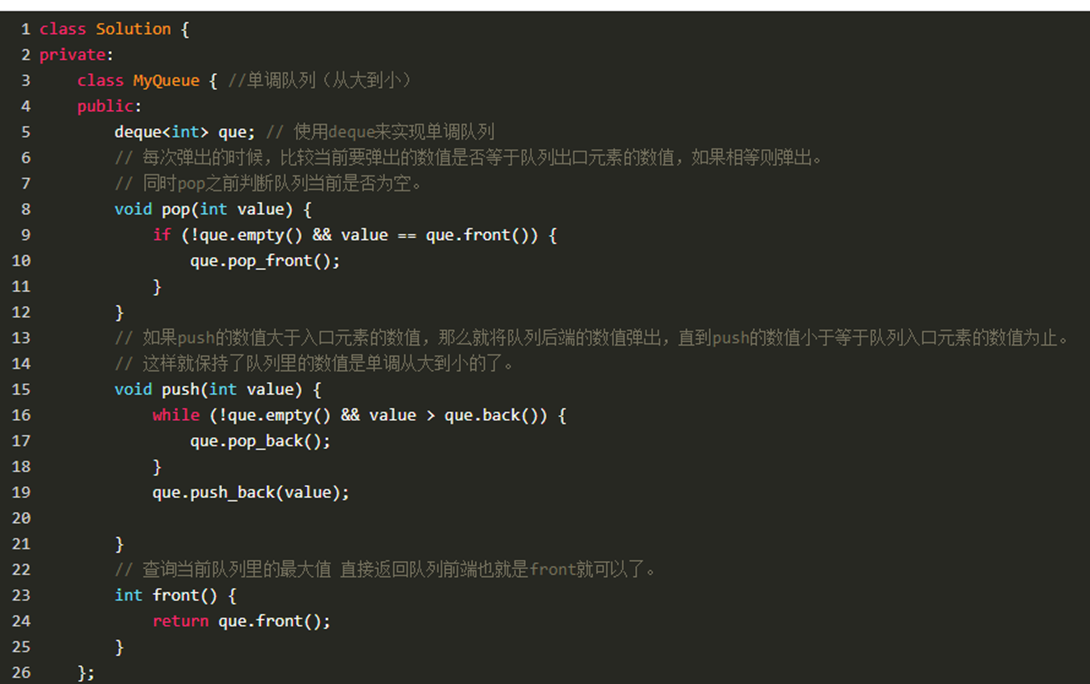 1 class Solution {
2 private:
3     class MyQueue { //单调队列（从大到小）
4     public:
5         deque<int> que; // 使用deque来实现单调队列
6         // 每次弹出的时候，比较当前要弹出的数值是否等于队列出口元素的数值，如果相等则弹出。
7         // 同时pop之前判断队列当前是否为空。
8         void pop(int value) {
9             if (!que.empty() && value == que.front()) {
10                 que.pop_front();
11             }
12         }
13         // 如果push的数值大于入口元素的数值，那么就将队列后端的数值弹出，直到push的数值小于等于队列入口元素的数值为止。
14         // 这样就保持了队列里的数值是单调从大到小的了。
15         void push(int value) {
16             while (!que.empty() && value > que.back()) {
17                 que.pop_back();
18             }
19             que.push_back(value);
20
21         }
22         // 查询当前队列里的最大值 直接返回队列前端也就是front就可以了。
23         int front() {
24             return que.front();
25         }
26     };